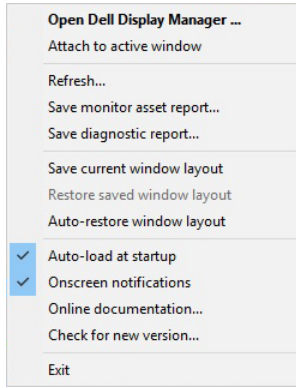 Open Dell Display Manager ...
Attach to active window
Refresh...
Save monitor asset report...
Save diagnostic report...
Save current window layout
Restore saved window layout
Auto-restore window layout
Auto-load at startup
Onscreen notifications
Online documentation...
Check for new version...
Exit